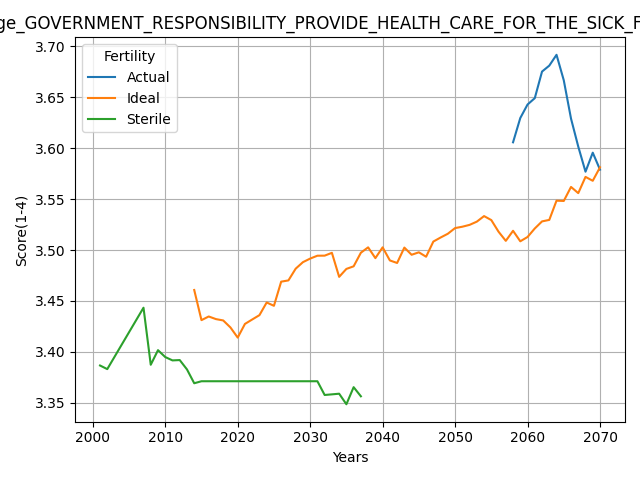 ge_GOVERNMENT_RESPONSIBILITY_PROVIDE_HEALTH_CARE_FOR_THE_SICK_F
Fertility
Actual
Ideal
Sterile
Score(1-4)
3.70
3.65
3.60
3.55
3.50
3.45
3.40
3.35
2000 2010 2020 2030 2040 2050 2060 2070
Years